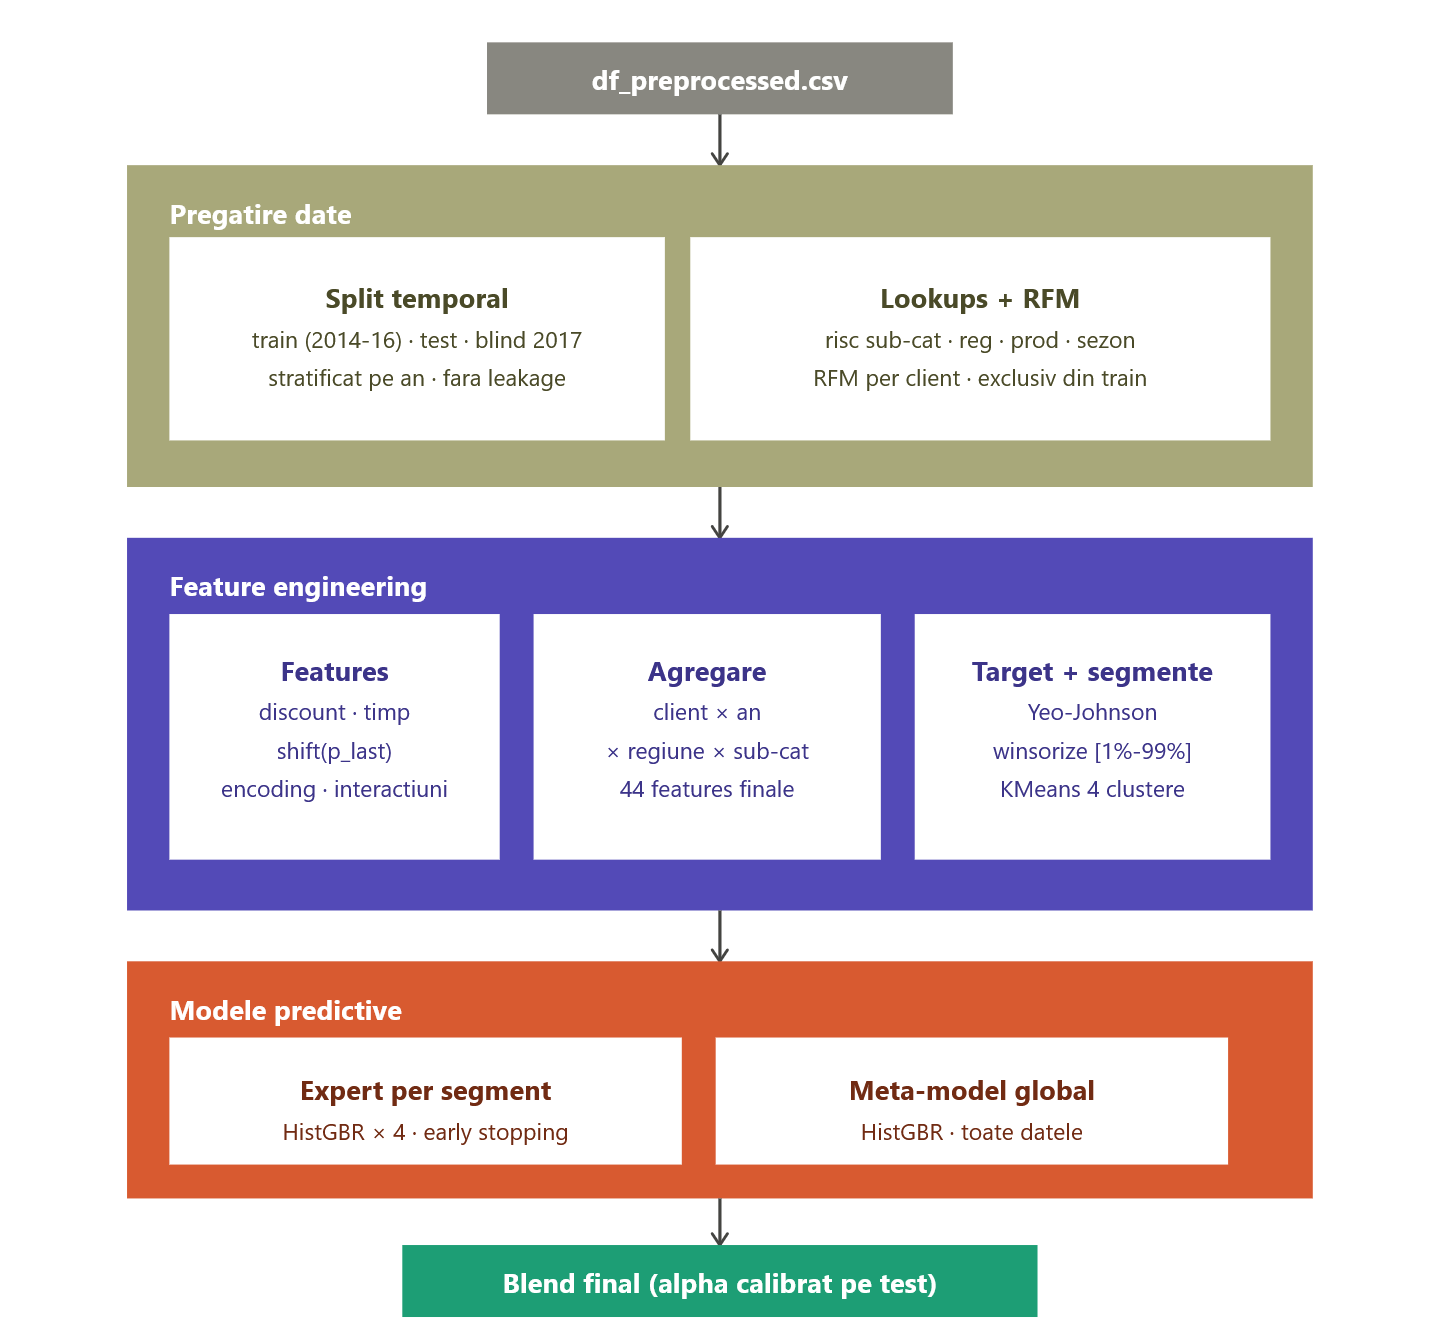 df_preprocessed.csv
Pregatire date
Split temporal
train (2014-16) · test · blind 2017
stratificat pe an · fara leakage
Lookups + RFM
risc sub-cat · reg · prod · sezon
RFM per client · exclusiv din train
Feature engineering
Features
discount · timp
shift(p_last)
encoding · interactiuni
Agregare
client × an
× regiune × sub-cat
44 features finale
Target + segmente
Yeo-Johnson
winsorize [1%-99%]
KMeans 4 clustere
Modele predictive
Expert per segment
HistGBR × 4 · early stopping
Meta-model global
HistGBR · toate datele
Blend final (alpha calibrat pe test)